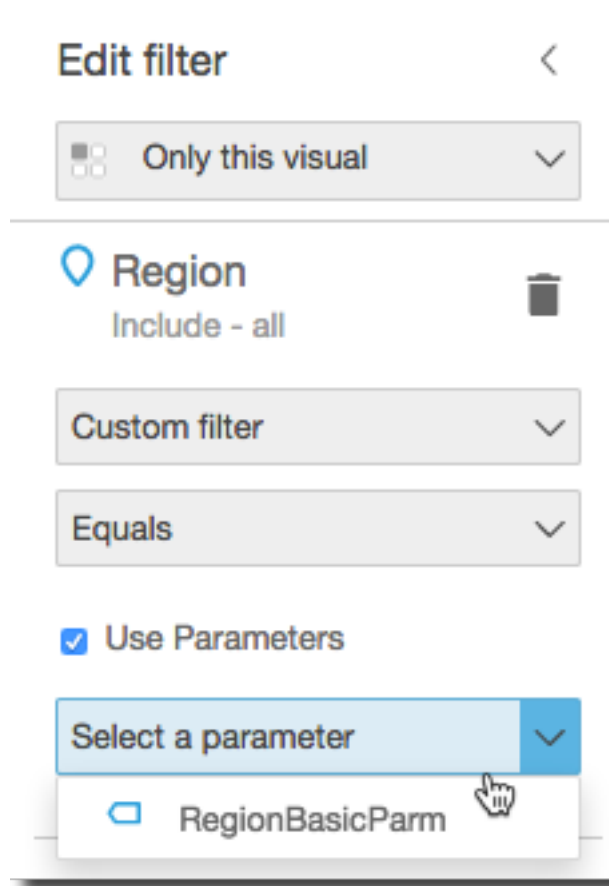 Edit filter
Only this visual
Region
Include - all
Custom filter
Equals
Use Parameters
Select a parameter
RegionBasicParm